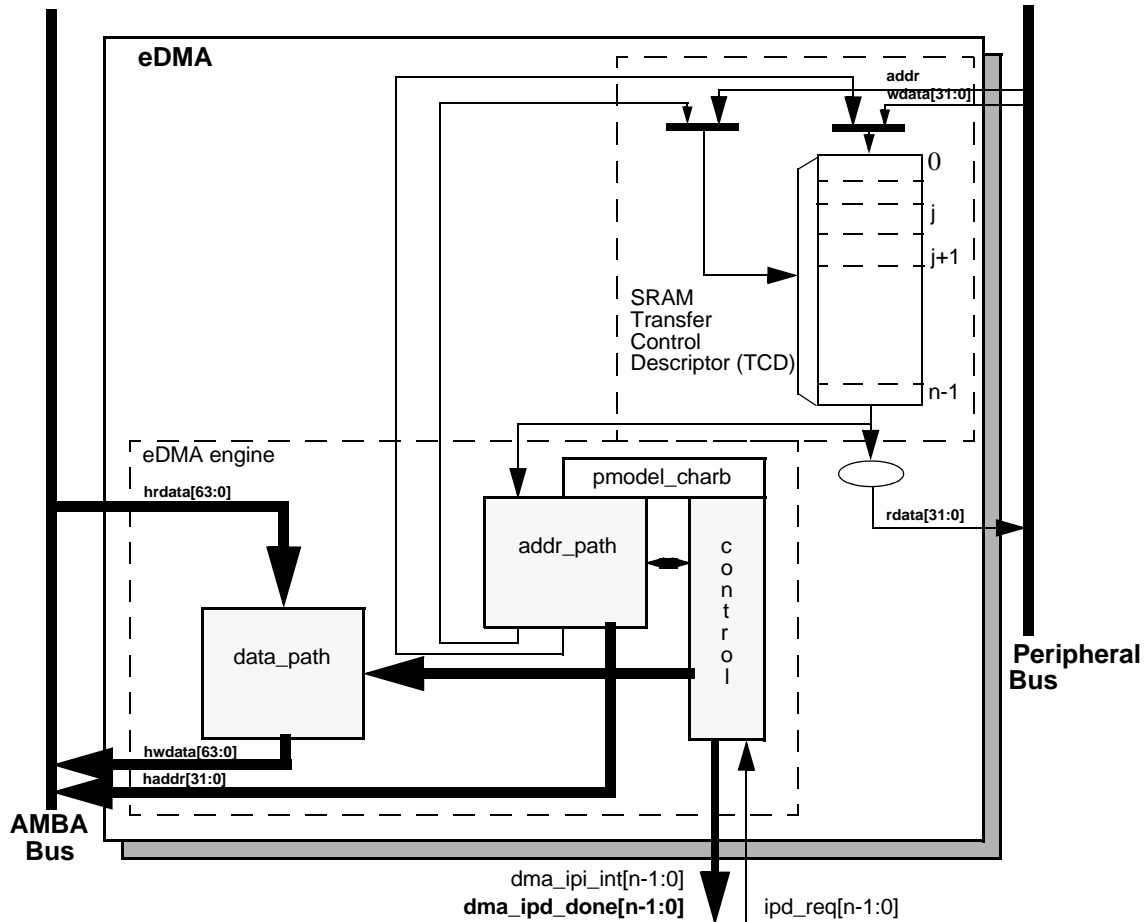 eDMA
addr
wdata[31:0]
0
j
j+1
SRAM
Transfer
Control
Descriptor (TCD)
n-1
eDMA engine
pmodel_charb
hrdata[63:0]
rdata[31:0]
addr_path
control
data_path
Peripheral
Bus
hwdata[63:0]
haddr[31:0]
AMBA
Bus
dma_ipi_int[n-1:0]
dma_ipd_done[n-1:0]
ipd_req[n-1:0]